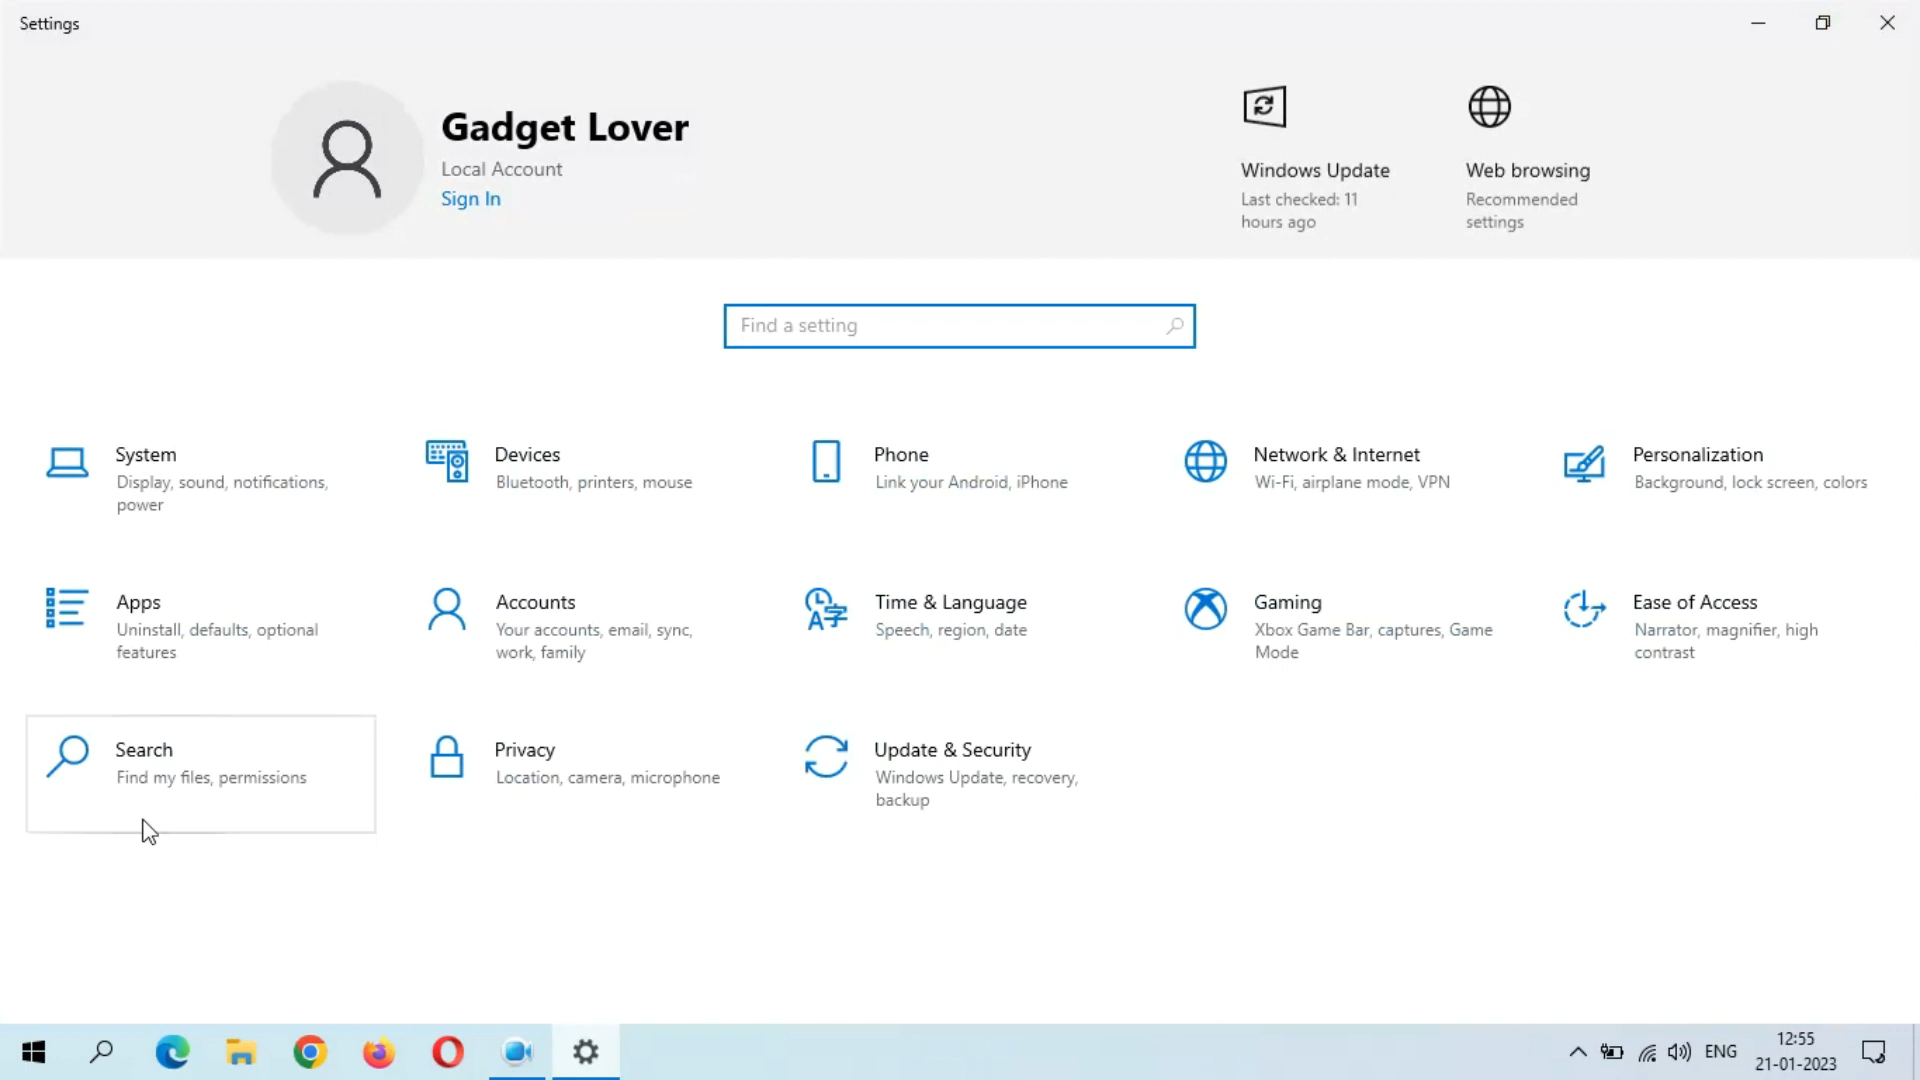 Settings
Gadget Lover
Local Account
Sign In
Windows Update
Last checked: 11
hours ago
Web browsing
Recommended
settings
Find a setting
System
Display, sound, notifications,
power
Devices
Bluetooth, printers, mouse
Phone
Link your Android, iPhone
Network & Internet
Wi-Fi, airplane mode, VPN
Personalization
Background, lock screen, colors
Apps
Uninstall, defaults, optional
features
Accounts
Your accounts, email, sync,
work, family
Time & Language
Speech, region, date
Gaming
Xbox Game Bar, captures, Game
Mode
Ease of Access
Narrator, magnifier, high
contrast
Search
Find my files, permissions
Privacy
Location, camera, microphone
Update & Security
Windows Update, recovery,
backup
ENG
12:55
21-01-2023